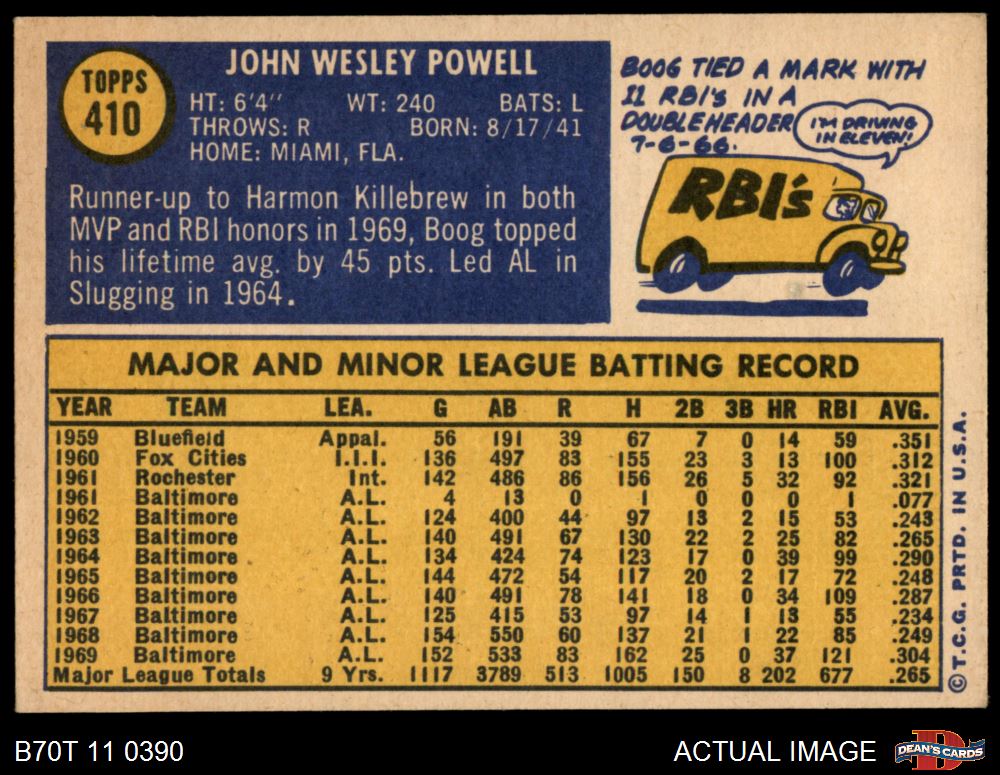 TOPPS
410
JOHN WESLEY POWELL
HT: 6'4" WT: 240 BATS: L
THROWS: R BORN: 8/17/41
HOME: MIAMI, FLA.
Runner-up to Harmon Killebrew in both
MVP and RBI honors in 1969, Boog topped
his lifetime avg. by 45 pts. Led AL in
Slugging in 1964.
BOOG TIED A MARK WITH
11 RBI's IN A
DOUBLEHEADER
7-6-66.
I'M DRIVING
IN ELEVEN!
RBI's
MAJOR AND MINOR LEAGUE BATTING RECORD
YEAR TEAM LEA. G AB R H 2B 3B HR RBI AVG.
1959 Bluefield Appal. 56 191 39 67 7 0 14 59 .351
1960 Fox Cities I.I.I. 136 497 83 155 23 3 13 100 .312
1961 Rochester Int. 142 486 86 156 26 5 32 92 .321
1961 Baltimore A.L. 4 13 0 1 0 0 0 1 .077
1962 Baltimore A.L. 124 400 44 97 13 2 15 53 .243
1963 Baltimore A.L. 140 491 67 130 22 2 25 82 .265
1964 Baltimore A.L. 134 424 74 123 17 0 39 99 .290
1965 Baltimore A.L. 144 472 54 117 20 2 17 72 .248
1966 Baltimore A.L. 140 491 78 141 18 0 34 109 .287
1967 Baltimore A.L. 125 415 53 97 14 1 13 55 .234
1968 Baltimore A.L. 154 550 60 137 21 1 22 85 .249
1969 Baltimore A.L. 152 533 83 162 25 0 37 121 .304
Major League Totals 9 Yrs. 1117 3789 513 1005 150 8 202 677 .265
© T.C.G. PRTD. IN U.S.A.
B70T 11 0390
ACTUAL IMAGE
DEAN'S CARDS